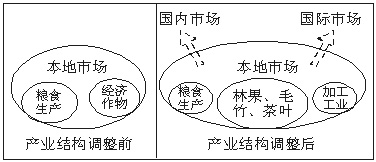 本地市场
粮食
生产
经济
作物
产业结构调整前
国内市场
国际市场
本地市场
粮食
生产
林果、毛
竹、茶叶
加工
工业
产业结构调整后